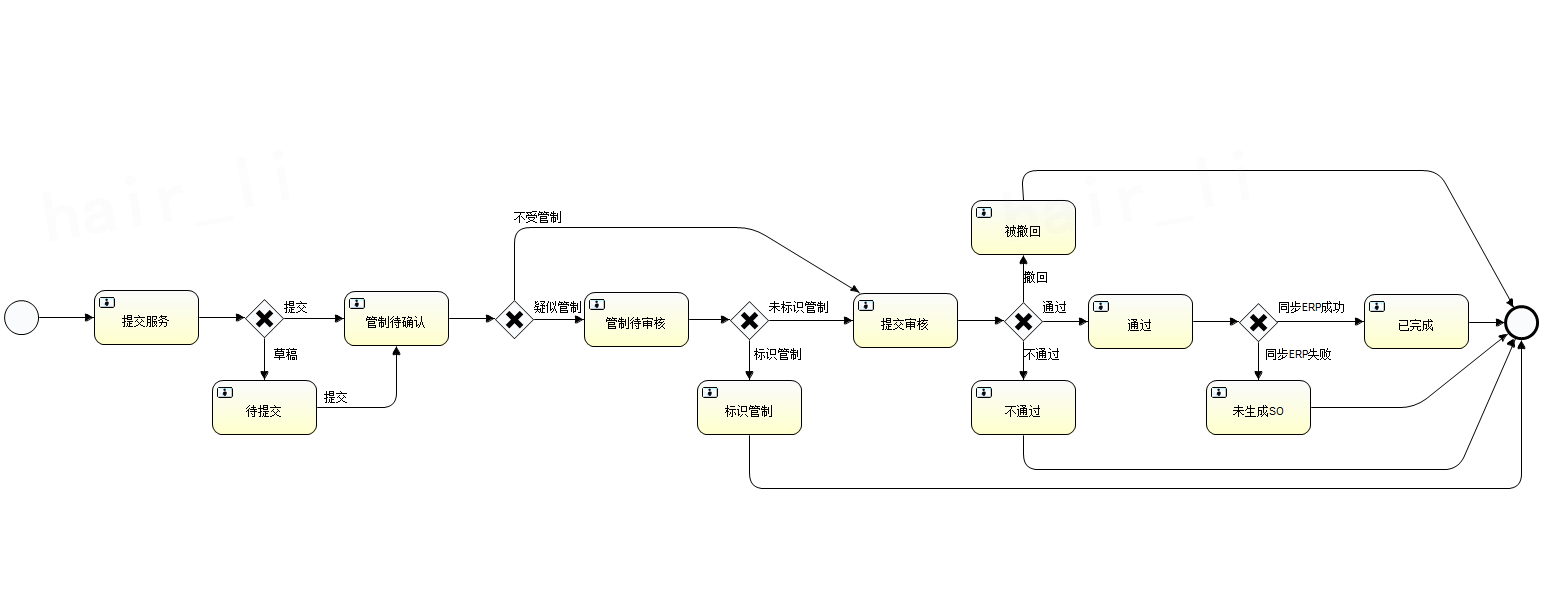 hair_li
hair_li
不受管制
被撤回
撤回
提交
疑似管制
未标识管制
通过
同步ERP成功
提交服务
管制待确认
管制待审核
提交审核
通过
已完成
草稿
标识管制
不通过
同步ERP失败
提交
待提交
标识管制
不通过
未生成SO